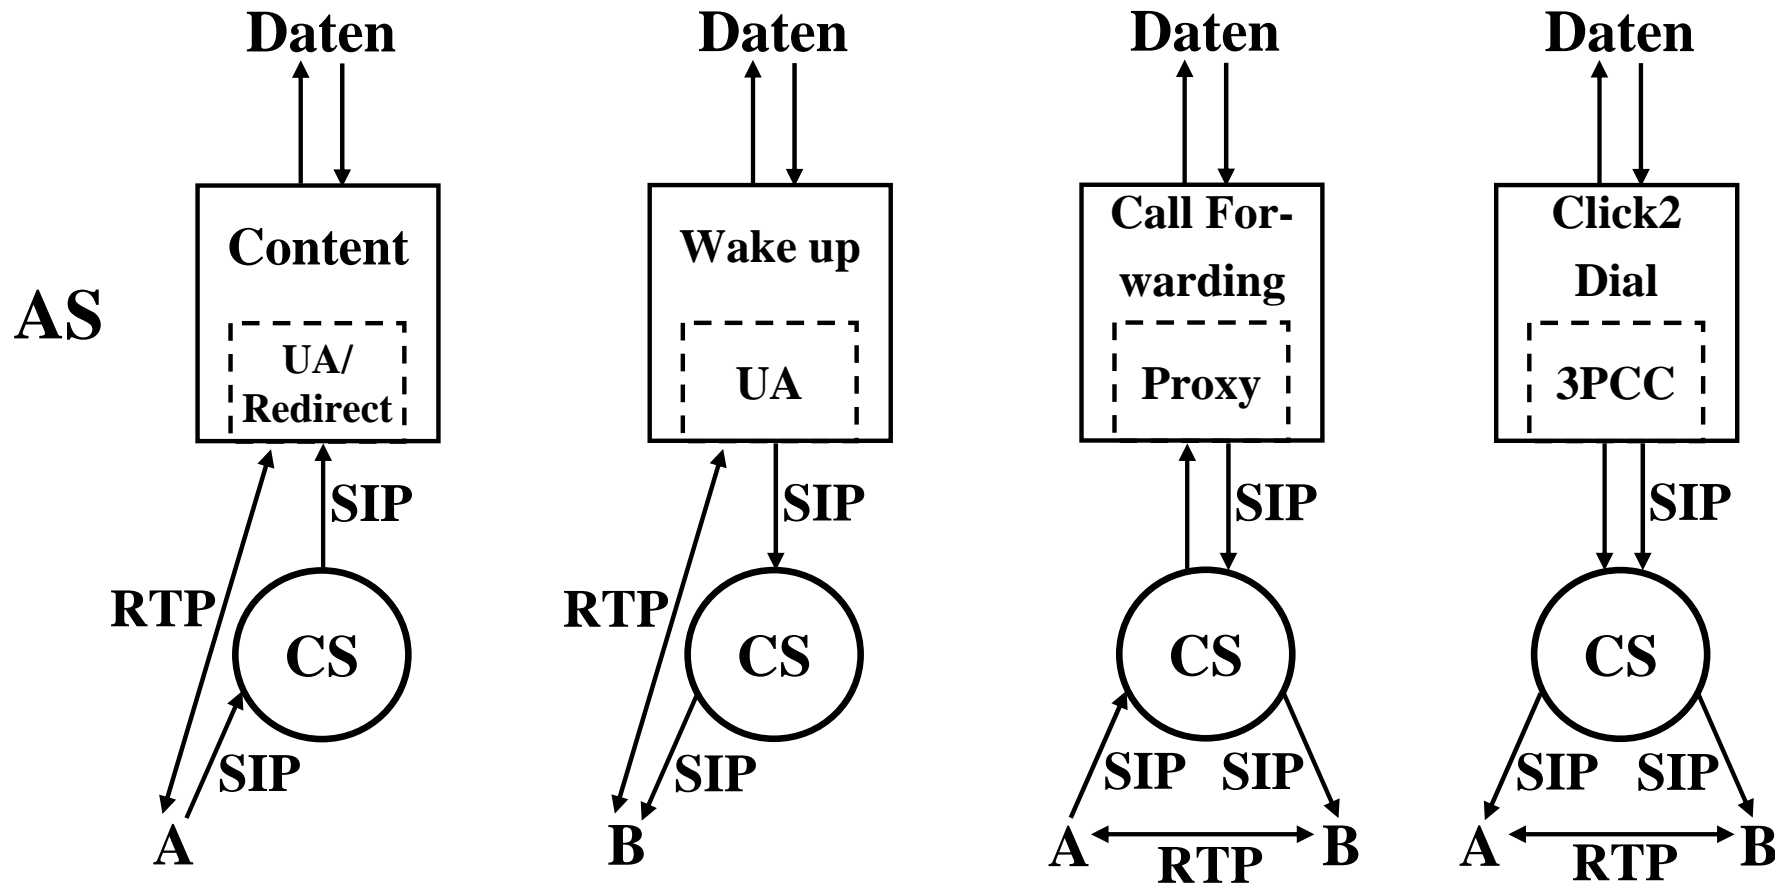 Daten
Daten
Daten
Daten
AS
Content
UA/
Redirect
Wake up
UA
Call For-
warding
Proxy
Click2
Dial
3PCC
SIP
SIP
SIP
SIP
RTP
CS
RTP
CS
CS
CS
SIP
SIP
SIP
SIP
SIP
SIP
A
B
A
RTP
B
A
RTP
B